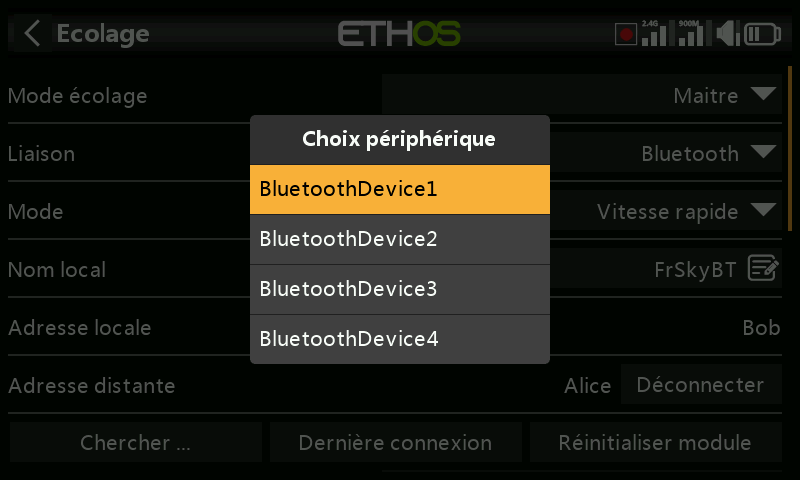 Ecolage
ETHOS
2.4G
900M
Mode écolage
Maitre
Choix périphérique
Liaison
Bluetooth
BluetoothDevice1
Mode
Vitesse rapide
BluetoothDevice2
Nom local
FrSkyBT
BluetoothDevice3
Adresse locale
Bob
BluetoothDevice4
Adresse distante
Alice
Déconnecter
Chercher ...
Dernière connexion
Réinitialiser module